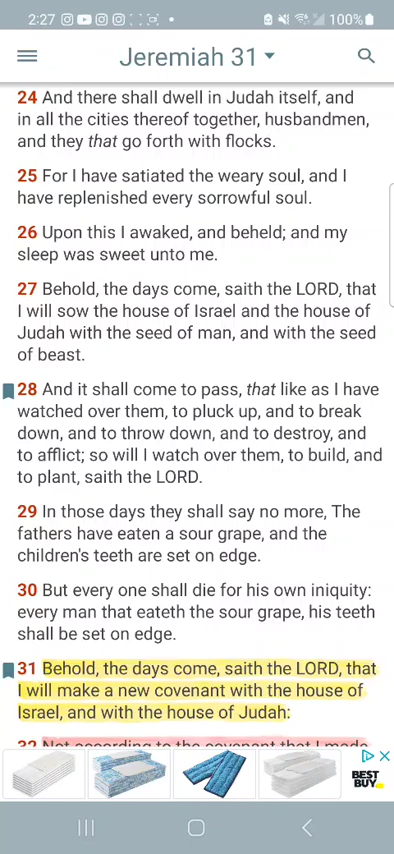 2:27
100%
Jeremiah 31
24 And there shall dwell in Judah itself, and
in all the cities thereof together, husbandmen,
and they that go forth with flocks.
25 For I have satiated the weary soul, and I
have replenished every sorrowful soul.
26 Upon this I awaked, and beheld; and my
sleep was sweet unto me.
27 Behold, the days come, saith the LORD, that
I will sow the house of Israel and the house of
Judah with the seed of man, and with the seed
of beast.
28 And it shall come to pass, that like as I have
watched over them, to pluck up, and to break
down, and to throw down, and to destroy, and
to afflict; so will I watch over them, to build, and
to plant, saith the LORD.
29 In those days they shall say no more, The
fathers have eaten a sour grape, and the
children's teeth are set on edge.
30 But every one shall die for his own iniquity:
every man that eateth the sour grape, his teeth
shall be set on edge.
31 Behold, the days come, saith the LORD, that
I will make a new covenant with the house of
Israel, and with the house of Judah:
32 Not according to the covenant that I made
BEST
BUY